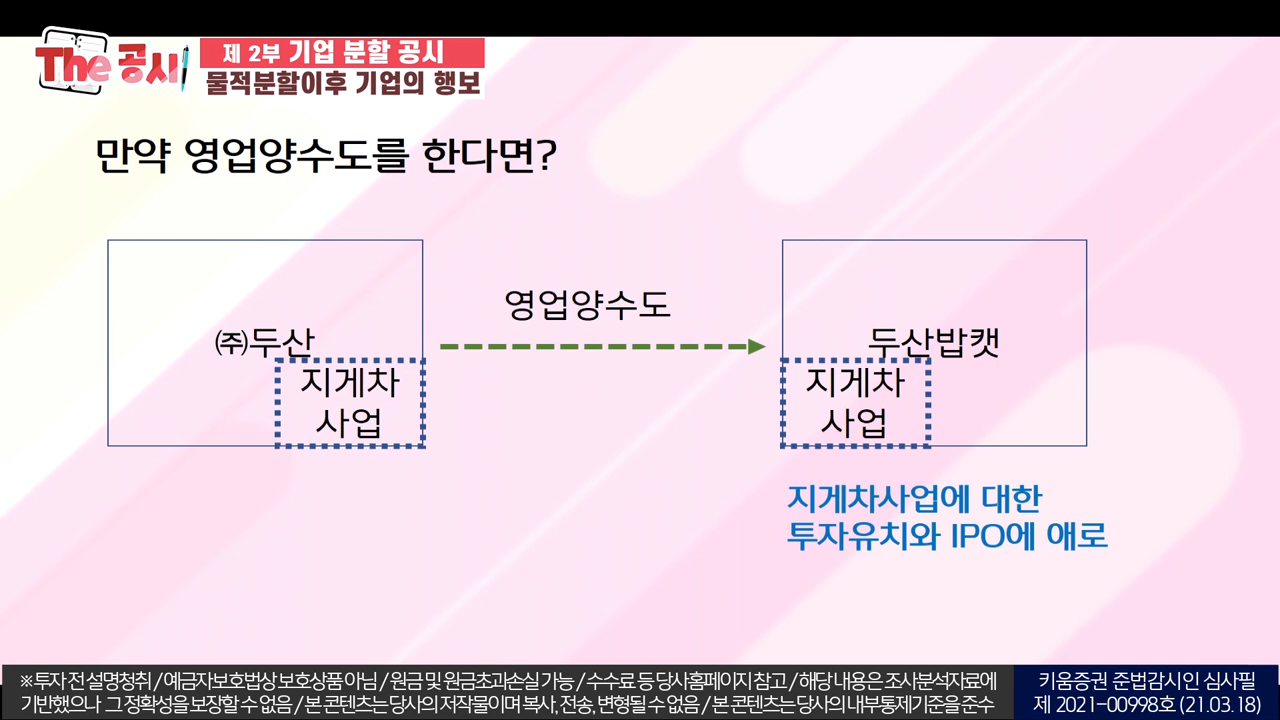 The 공시
제 2부 기업 분할 공시
물적분할이후 기업의 행보
만약 영업양수도를 한다면?
영업양수도
㈜두산
지게차
사업
두산밥캣
지게차
사업
지게차사업에 대한
투자유치와 IPO에 애로
※ 투자 전 설명청취 / 예금자보호법상 보호상품 아님 / 원금 및 원금초과손실 가능 / 수수료 등 당사홈페이지 참고 / 해당 내용은 조사분석자료에
기반했으나 그 정확성을 보장할 수 없음 / 본 콘텐츠는 당사의 저작물이며 복사, 전송, 변형될 수 없음 / 본 콘텐츠는 당사의 내부통제기준을 준수
키움증권 준법감시인 심사필
제 2021-00998호 (21.03.18)